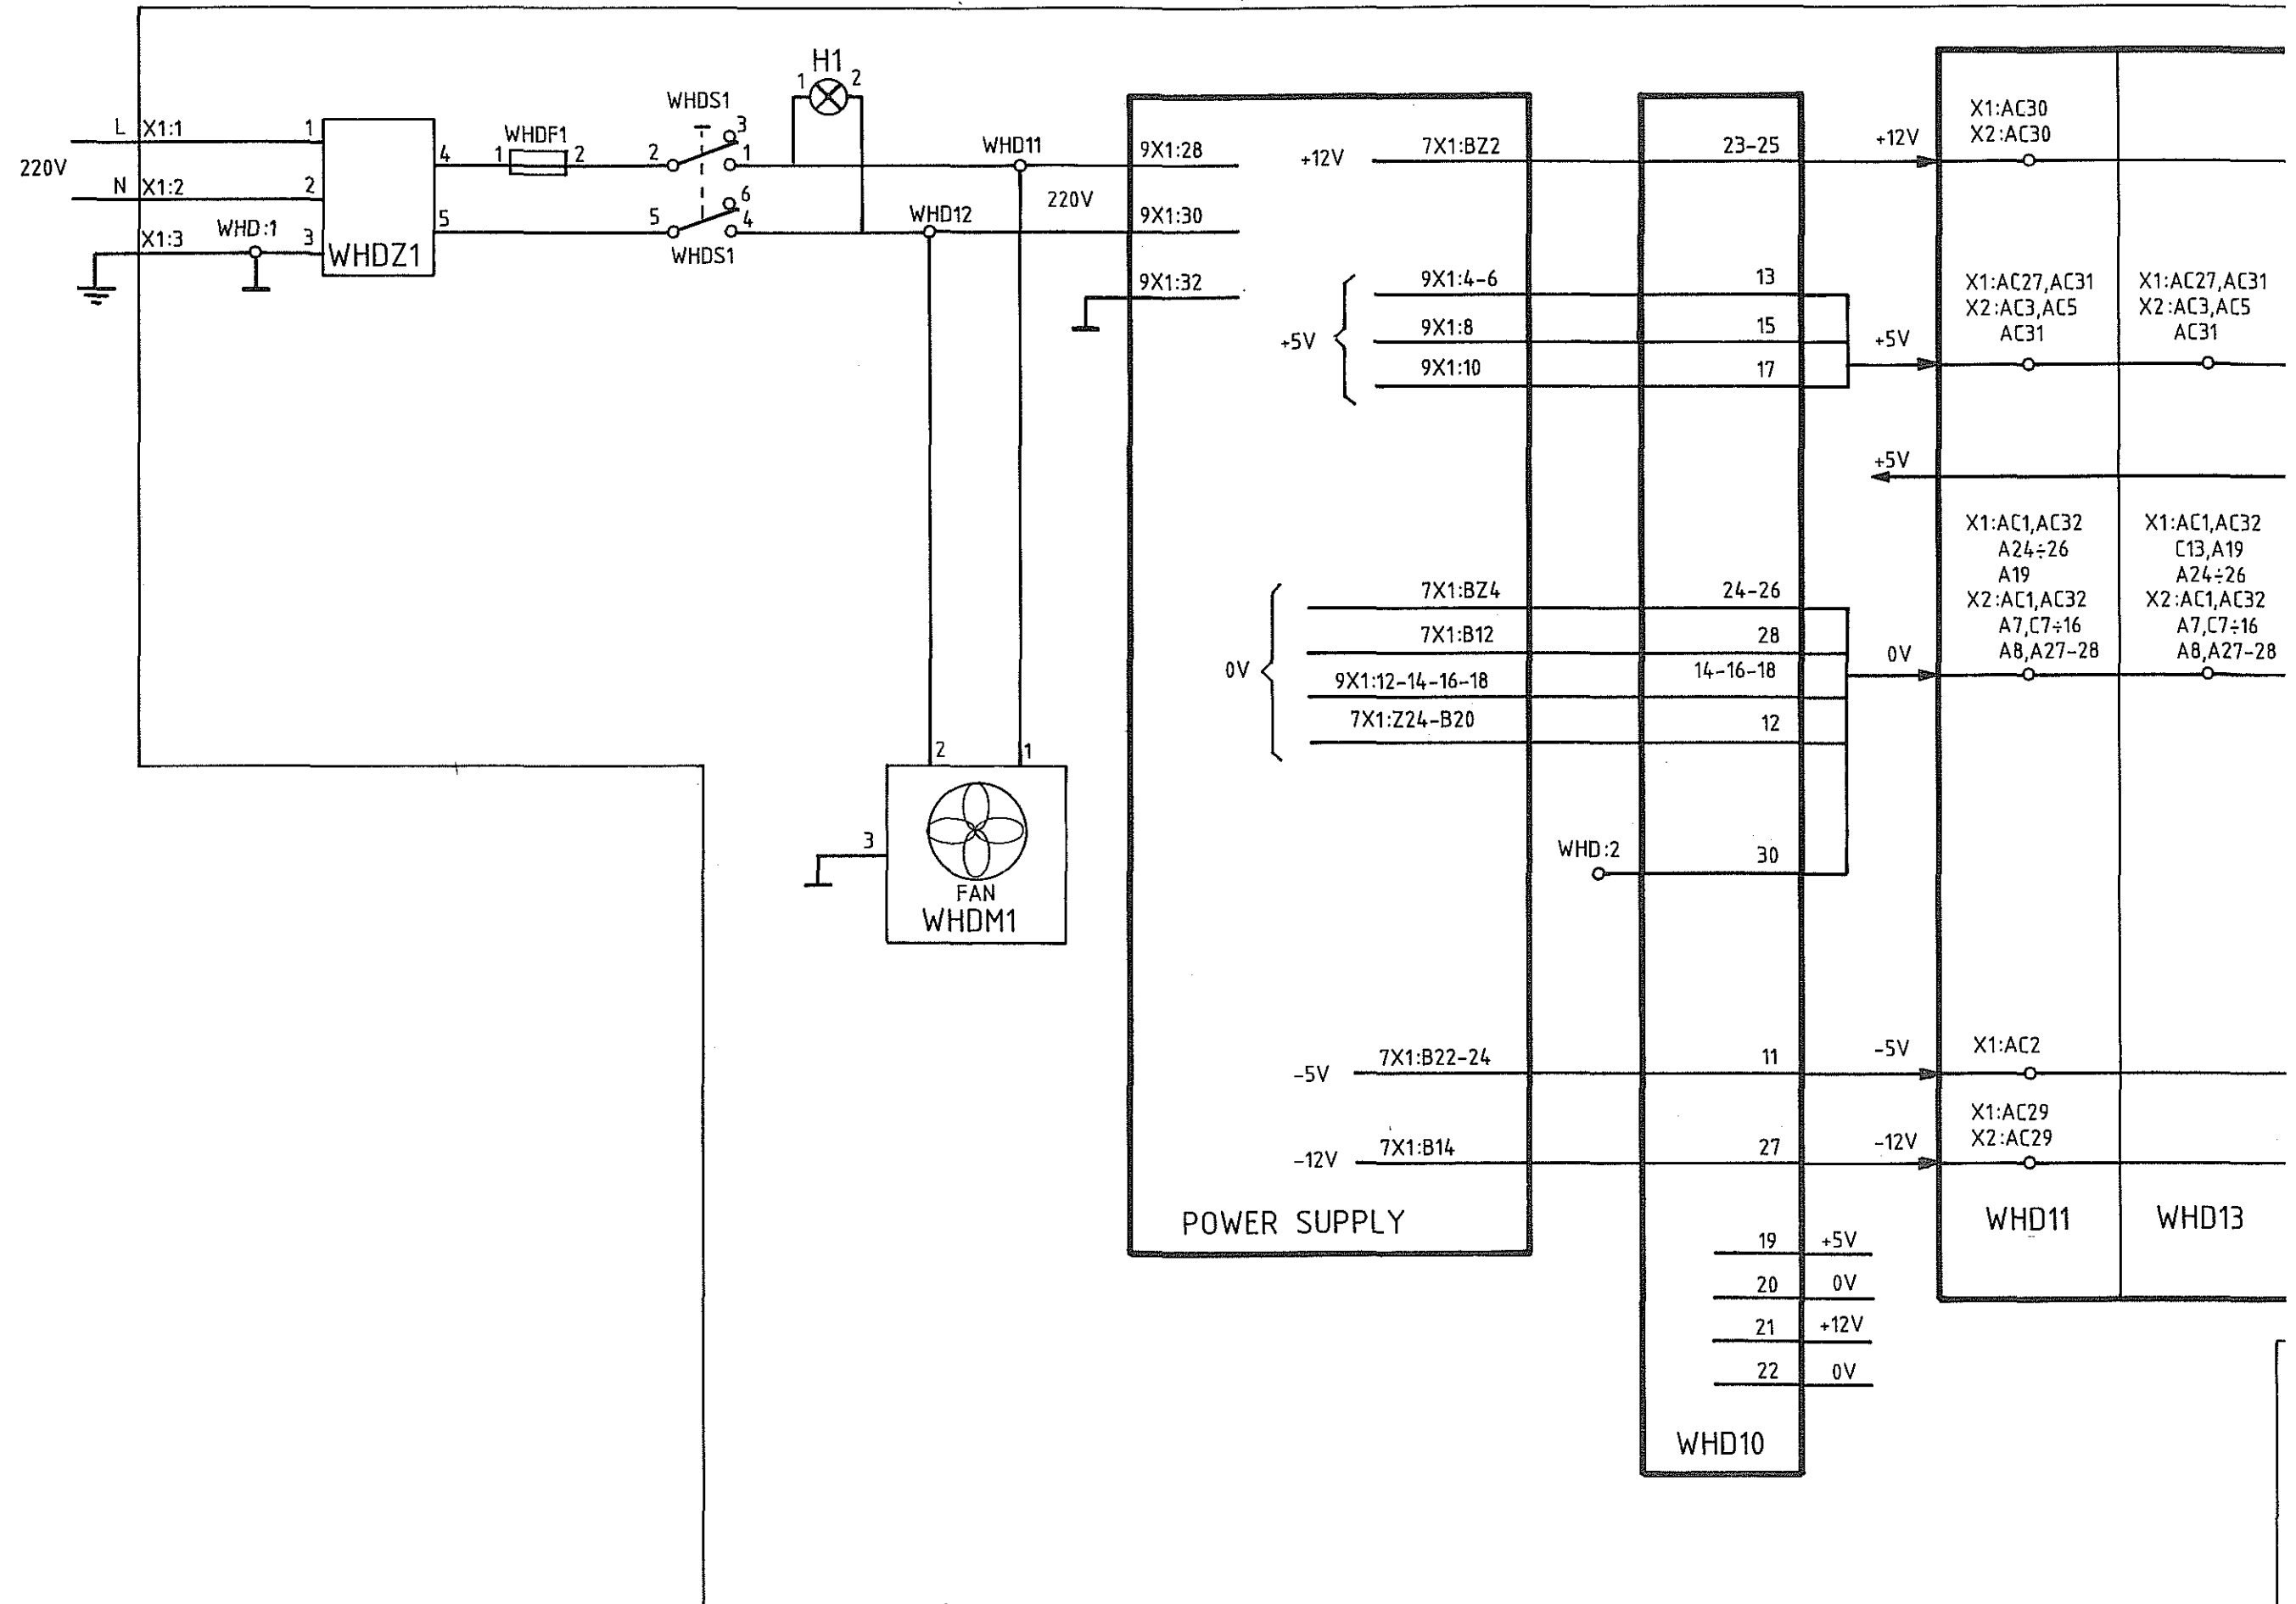 220V
L X1:1 1
N X1:2 2
X1:3 WHD:1 3
WHDZ1
4
5
WHDF1
1 2
WHDS1
2 3
1
5 6
4
WHDS1
H1
1 2
WHD11
WHD12
220V
2 1
3
FAN
WHDM1
9X1:28
9X1:30
9X1:32
+12V 7X1:BZ2
+5V
9X1:4-6
9X1:8
9X1:10
0V
7X1:BZ4
7X1:B12
9X1:12-14-16-18
7X1:Z24-B20
-5V 7X1:B22-24
-12V 7X1:B14
POWER SUPPLY
WHD:2
23-25
13
15
17
24-26
28
14-16-18
12
30
11
27
19 +5V
20 0V
21 +12V
22 0V
WHD10
+12V
+5V
+5V
0V
-5V
-12V
X1:AC30
X2:AC30
X1:AC27,AC31
X2:AC3,AC5
AC31
X1:AC1,AC32
A24÷26
A19
X2:AC1,AC32
A7,C7÷16
A8,A27-28
X1:AC2
X1:AC29
X2:AC29
WHD11
X1:AC27,AC31
X2:AC3,AC5
AC31
X1:AC1,AC32
C13,A19
A24÷26
X2:AC1,AC32
A7,C7÷16
A8,A27-28
WHD13